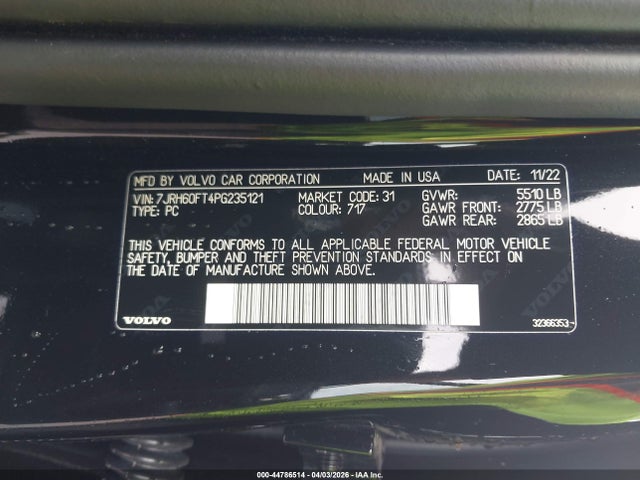 MFD BY VOLVO CAR CORPORATION MADE IN USA DATE: 11/22
VIN: 7JRH60FT4PG235121 MARKET CODE: 31 GVWR: 5510 LB
TYPE: PC COLOUR: 717 GAWR FRONT: 2775 LB
GAWR REAR: 2865 LB
THIS VEHICLE CONFORMS TO ALL APPLICABLE FEDERAL MOTOR VEHICLE
SAFETY, BUMPER AND THEFT PREVENTION STANDARDS IN EFFECT ON
THE DATE OF MANUFACTURE SHOWN ABOVE.
VOLVO 32366353
000-44786514 - 04/03/2026 - IAA Inc.